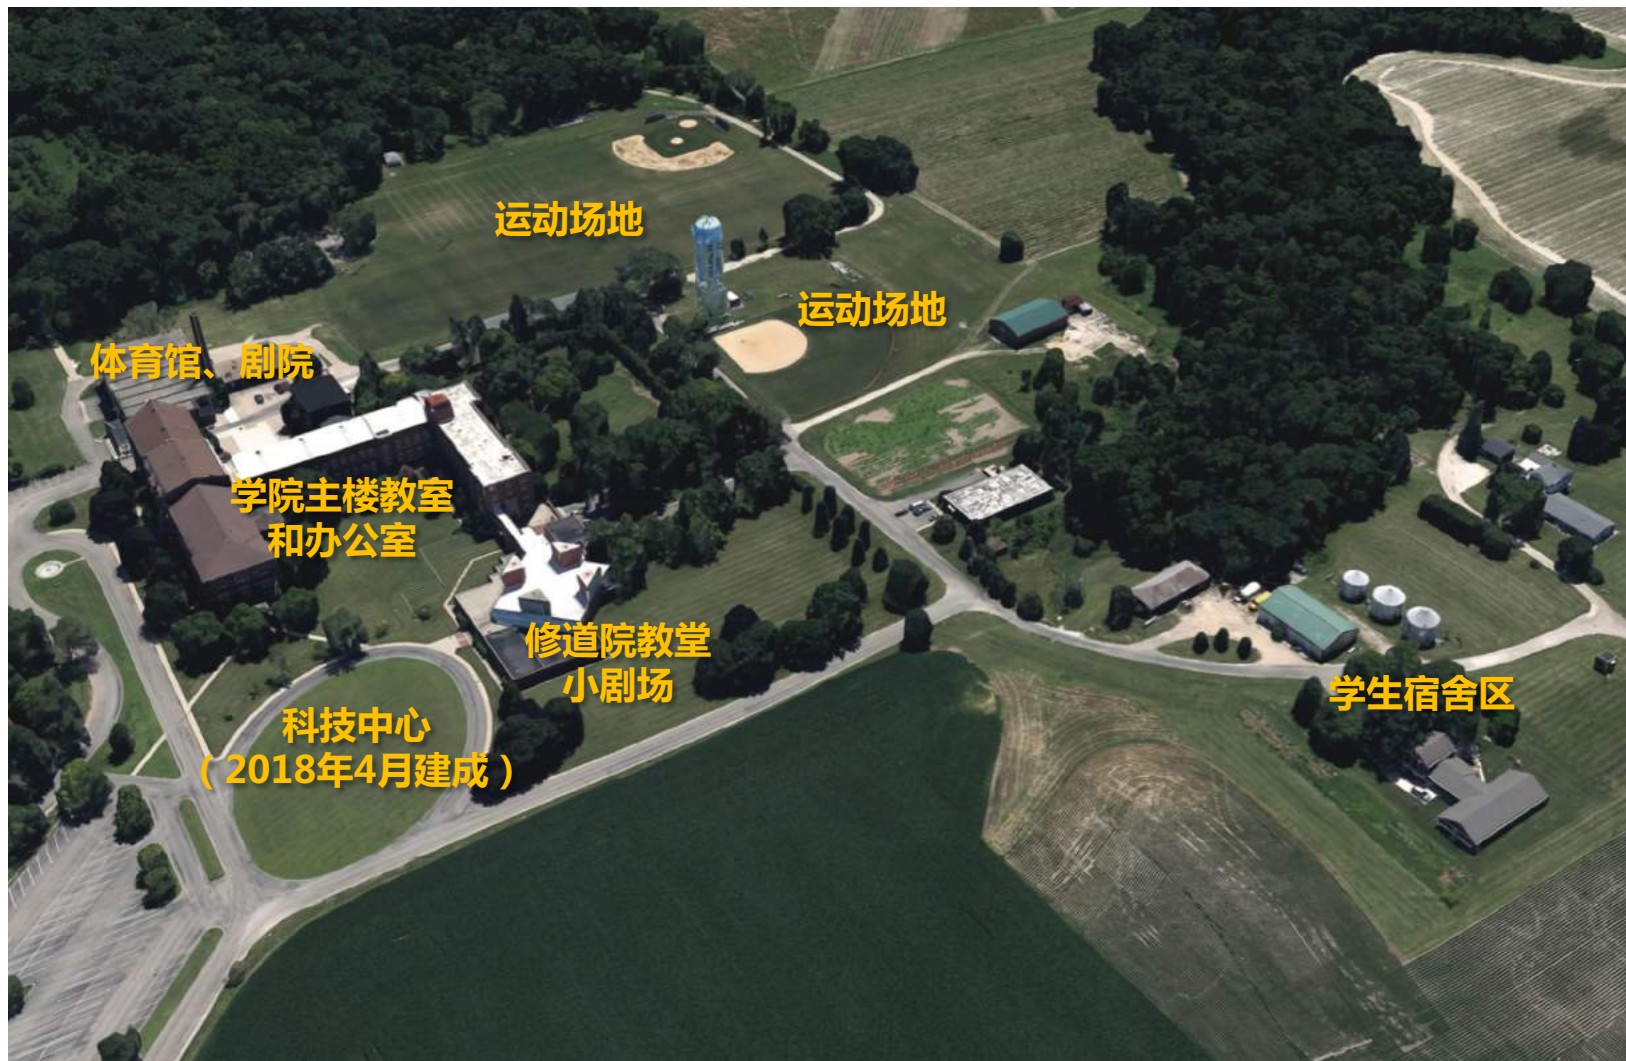 运动场地
运动场地
体育馆、剧院
学院主楼教室
和办公室
修道院教堂
小剧场
学生宿舍区
科技中心
（2018年4月建成）